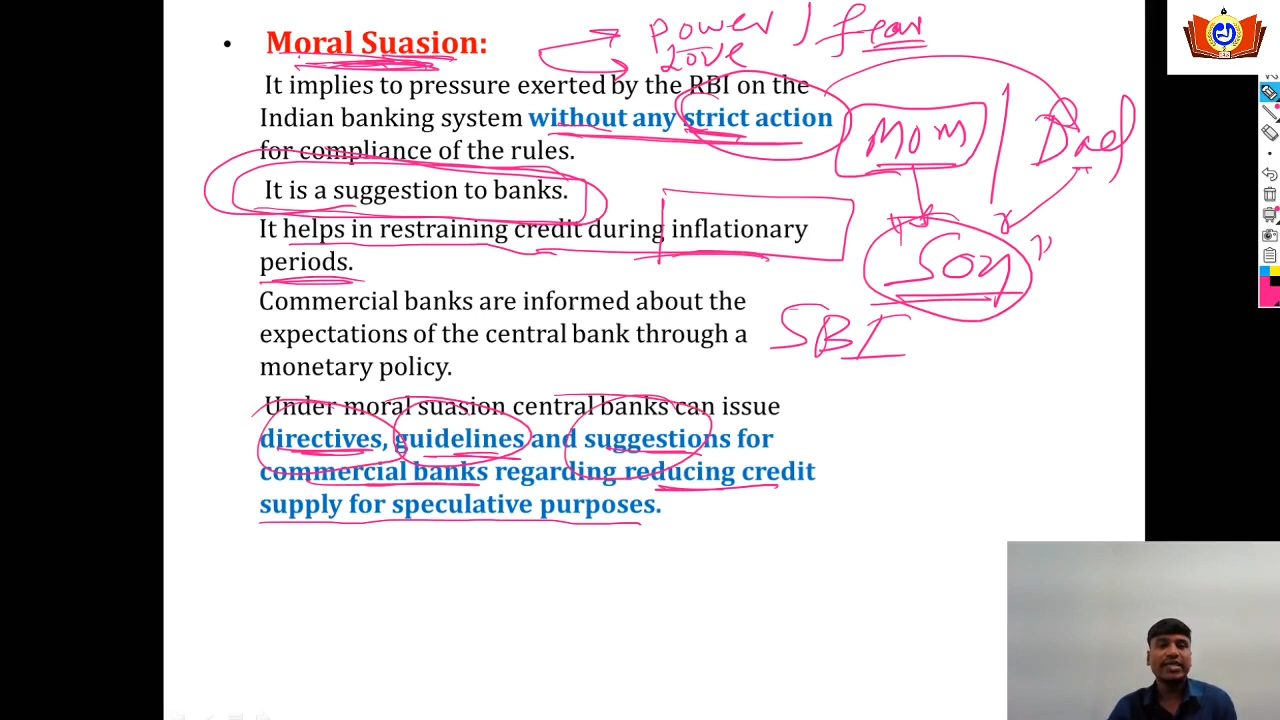 • Moral Suasion:
power / fear
Love
It implies to pressure exerted by the RBI on the
Indian banking system without any strict action
for compliance of the rules.
Mom | Dad
It is a suggestion to banks.
It helps in restraining credit during inflationary
periods.
Son
Commercial banks are informed about the
expectations of the central bank through a
monetary policy.
SBI
Under moral suasion central banks can issue
directives, guidelines and suggestions for
commercial banks regarding reducing credit
supply for speculative purposes.